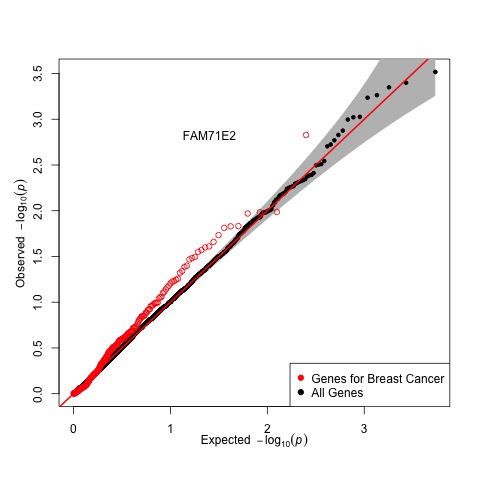 FAM71E2
Observed −log10(p)
0.0 0.5 1.0 1.5 2.0 2.5 3.0 3.5
0 1 2 3
Expected −log10(p)
Genes for Breast Cancer
All Genes